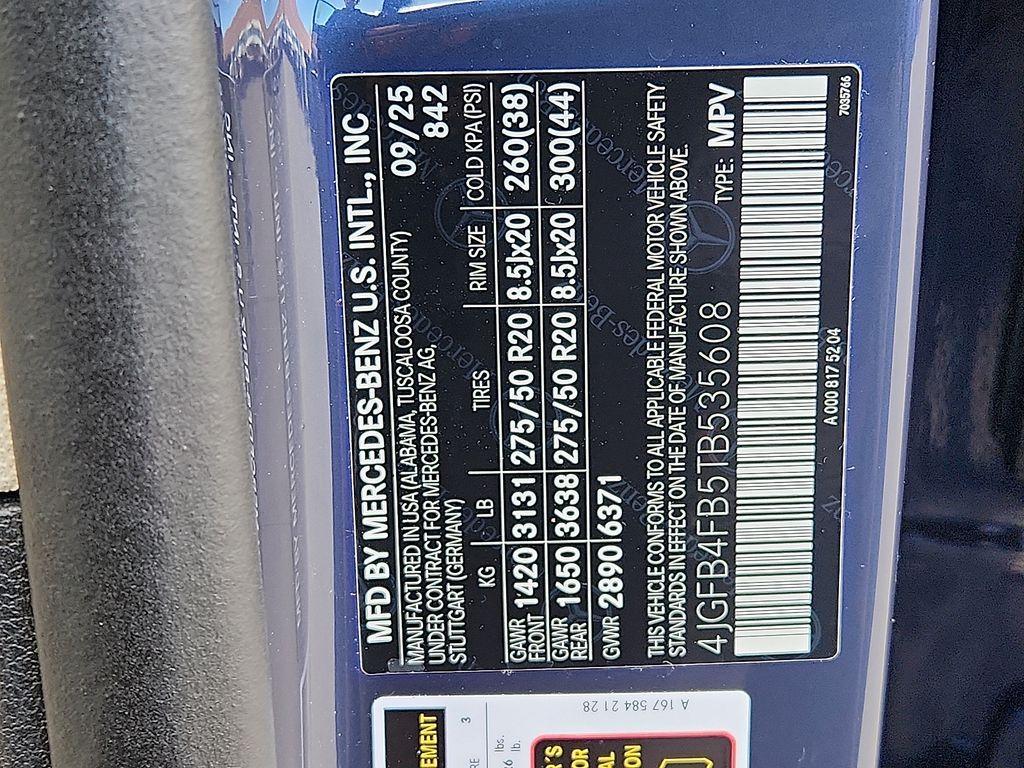 MFD BY MERCEDES-BENZ U.S. INTL., INC
MANUFACTURED IN USA (ALABAMA, TUSCALOOSA COUNTY) 09/25
UNDER CONTRACT FOR MERCEDES-BENZ AG, 842
STUTTGART (GERMANY)
KG LB TIRES RIM SIZE COLD KPA (PSI)
GAWR FRONT 1420 3131 275/50 R20 8.5Jx20 260(38)
GAWR REAR 1650 3638 275/50 R20 8.5Jx20 300(44)
GVWR 2890 6371
THIS VEHICLE CONFORMS TO ALL APPLICABLE FEDERAL MOTOR VEHICLE SAFETY
STANDARDS IN EFFECT ON THE DATE OF MANUFACTURE SHOWN ABOVE.
4JGFB4FB5TB535608 TYPE: MPV
A 000 817 52 04
7035766
A 167 584 21 28
3
lbs.
lb.